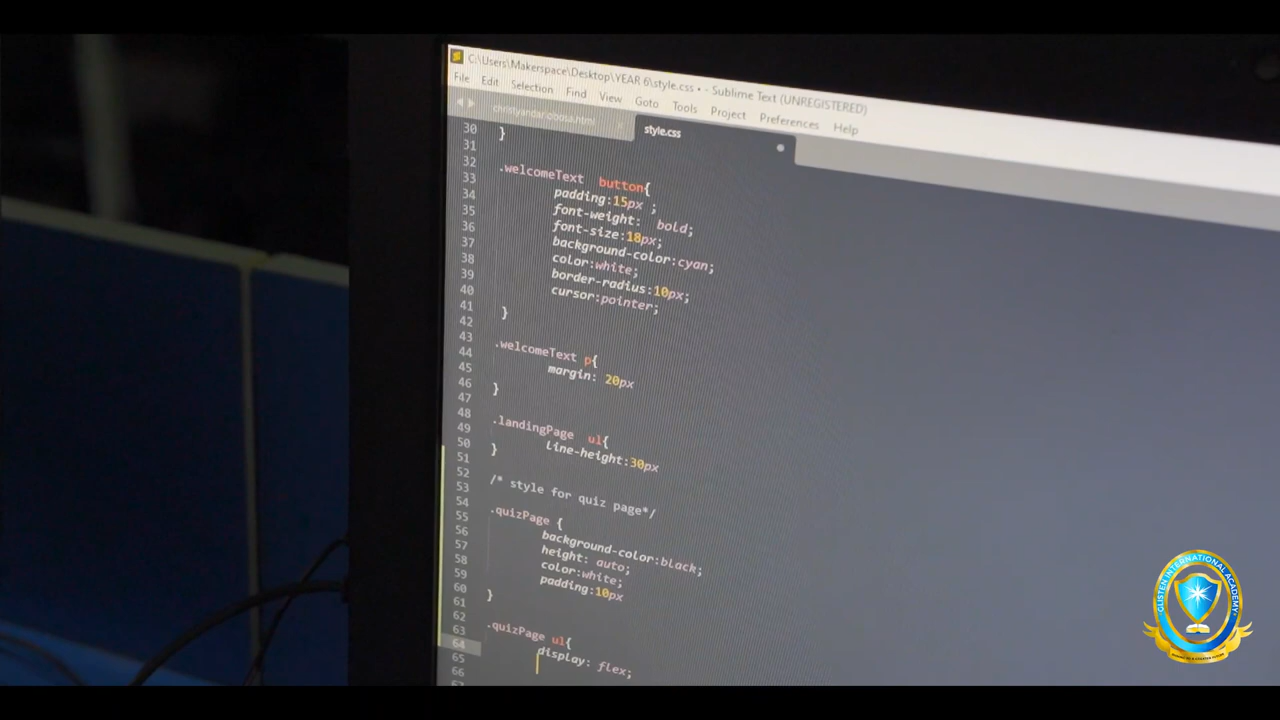 C:\Users\Makerspace\Desktop\YEAR 6\style.css • - Sublime Text (UNREGISTERED)
File Edit Selection Find View Goto Tools Project Preferences Help
style.css
30 }
31
32
33 .welcomeText button{
34 padding:15px ;
35 font-weight: bold;
36 font-size:18px;
37 background-color:cyan;
38 color:white;
39 border-radius:10px;
40 cursor:pointer;
41
42 }
43
44 .welcomeText p{
45 margin: 20px
46 }
47
48
49 .landingPage ul{
50 line-height:30px
51 }
52
53 /* style for quiz page*/
54
55 .quizPage {
56 background-color:black;
57 height: auto;
58 color:white;
59 padding:10px
60 }
61
62
63 .quizPage ul{
64 display: flex;
65
66
GLISTEN INTERNATIONAL ACADEMY